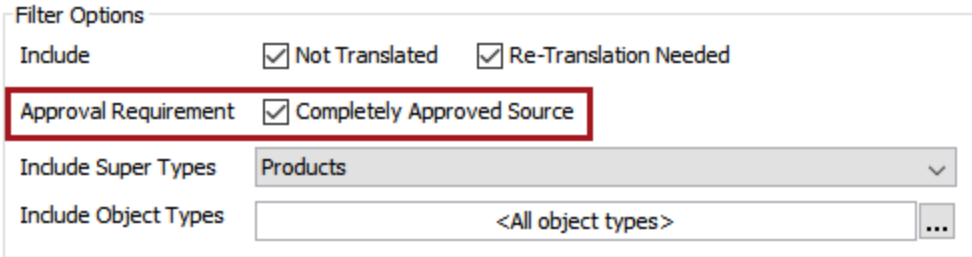 Filter Options
Include Not Translated Re-Translation Needed
Approval Requirement Completely Approved Source
Include Super Types Products
Include Object Types <All object types> ...